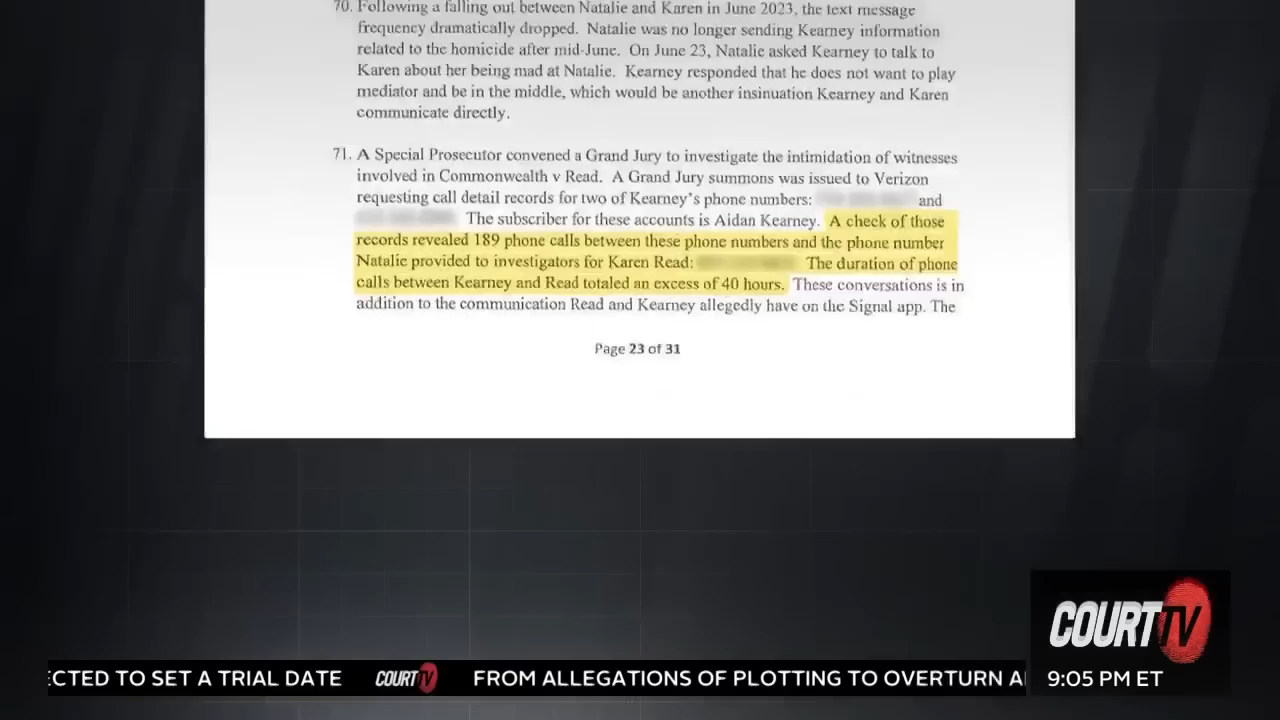 70. Following a falling out between Natalie and Karen in June 2023, the text message
frequency dramatically dropped. Natalie was no longer sending Kearney information
related to the homicide after mid-June. On June 23, Natalie asked Kearney to talk to
Karen about her being mad at Natalie. Kearney responded that he does not want to play
mediator and be in the middle, which would be another insinuation Kearney and Karen
communicate directly.
71. A Special Prosecutor convened a Grand Jury to investigate the intimidation of witnesses
involved in Commonwealth v Read. A Grand Jury summons was issued to Verizon
requesting call detail records for two of Kearney's phone numbers: and
The subscriber for these accounts is Aidan Kearney. A check of those
records revealed 189 phone calls between these phone numbers and the phone number
Natalie provided to investigators for Karen Read: The duration of phone
calls between Kearney and Read totaled an excess of 40 hours. These conversations is in
addition to the communication Read and Kearney allegedly have on the Signal app. The
Page 23 of 31
COURT TV
ECTED TO SET A TRIAL DATE COURT TV FROM ALLEGATIONS OF PLOTTING TO OVERTURN
9:05 PM ET